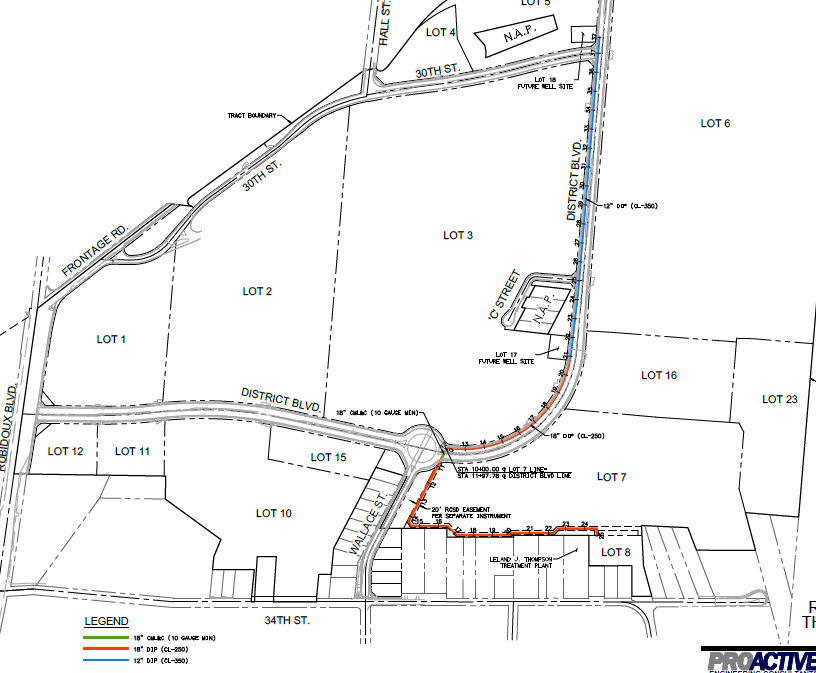 LOT 5
HALL ST.
LOT 4
N.A.P.
30TH ST.
LOT 18
FUTURE WELL SITE
TRACT BOUNDARY
LOT 6
30TH ST.
DISTRICT BLVD.
12" DIP (CL-350)
FRONTAGE RD.
LOT 3
LOT 2
'C' STREET
N.A.P.
LOT 1
LOT 17
FUTURE WELL SITE
LOT 16
LOT 23
RUBIDOUX BLVD.
DISTRICT BLVD.
18" CML&C (10 GAUGE MIN)
18" DIP (CL-250)
LOT 12
LOT 11
LOT 15
STA 10+00.00 @ LOT 7 LINE=
STA 11+97.78 @ DISTRICT BLVD LINE
LOT 7
LOT 10
WALLACE ST.
20' RCSD EASEMENT
PER SEPARATE INSTRUMENT
LELAND J. THOMPSON
TREATMENT PLANT
LOT 8
34TH ST.
LEGEND
18" CML&C (10 GAUGE MIN)
18" DIP (CL-250)
12" DIP (CL-350)
R
TH
PROACTIVE
ENGINEERING CONSULTANTS